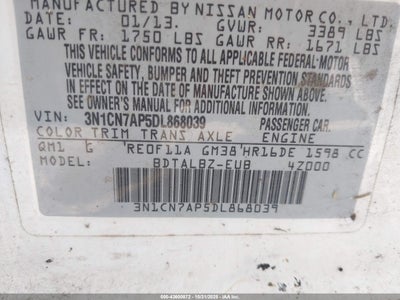 MANUFACTURED BY NISSAN MOTOR CO., LTD.
DATE: 01/13. GVWR: 3389 LBS
GAWR FR: 1750 LBS GAWR RR: 1671 LBS
THIS VEHICLE CONFORMS TO ALL APPLICABLE FEDERAL-MOTOR
VEHICLE SAFETY, BUMPER AND THEFT PREVENTION STANDARDS
IN EFFECT ON THE DATE OF MANUFACTURE SHOWN ABOVE.
SEE OWNER'S MANUAL FOR ADDITIONAL INFORMATION.
VIN: 3N1CN7AP5DL868039 PASSENGER CAR
COLOR TRIM TRANS AXLE ENGINE
QM1 G RE0F11A GM38 HR16DE 1598 CC
MODEL: BDTALBZ-EUB 4Z000
3N1CN7AP5DL868039